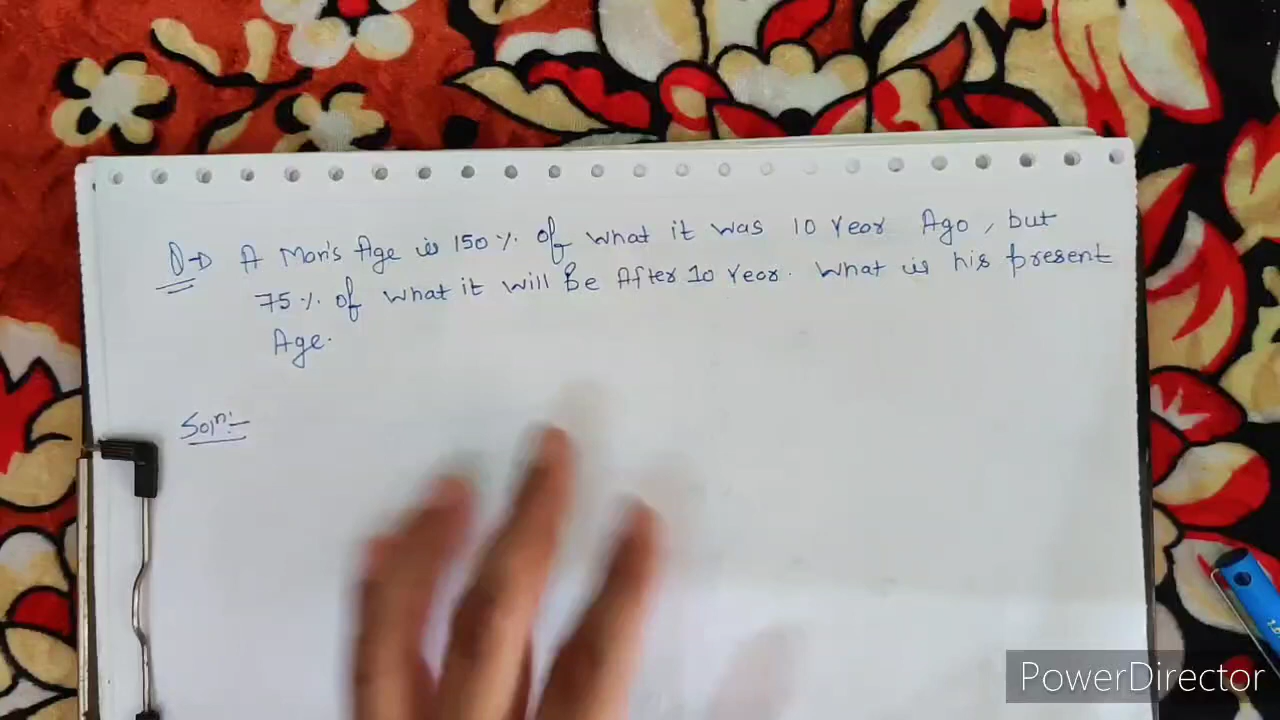 Q→ A Man's Age is 150% of what it was 10 Year Ago, but
75% of what it will Be After 10 Year. What is his present
Age.
Soln:-
PowerDirector